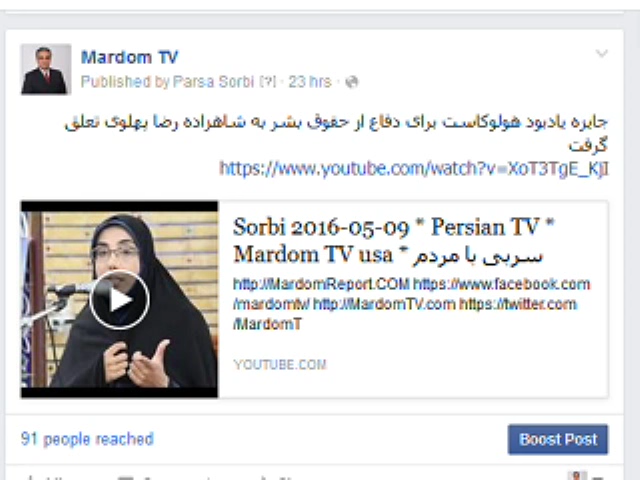 Mardom TV
Published by Parsa Sorbi [?] · 23 hrs ·
جایزه یادبود هولوکاست برای دفاع از حقوق بشر به شاهزاده رضا پهلوی تعلق
گرفت
https://www.youtube.com/watch?v=XoT3TgE_KjI
Sorbi 2016-05-09 * Persian TV *
Mardom TV usa * سربی با مردم
http://MardomReport.COM https://www.facebook.com
/mardomtv/ http://MardomTV.com https://twitter.com
/MardomT
YOUTUBE.COM
91 people reached
Boost Post